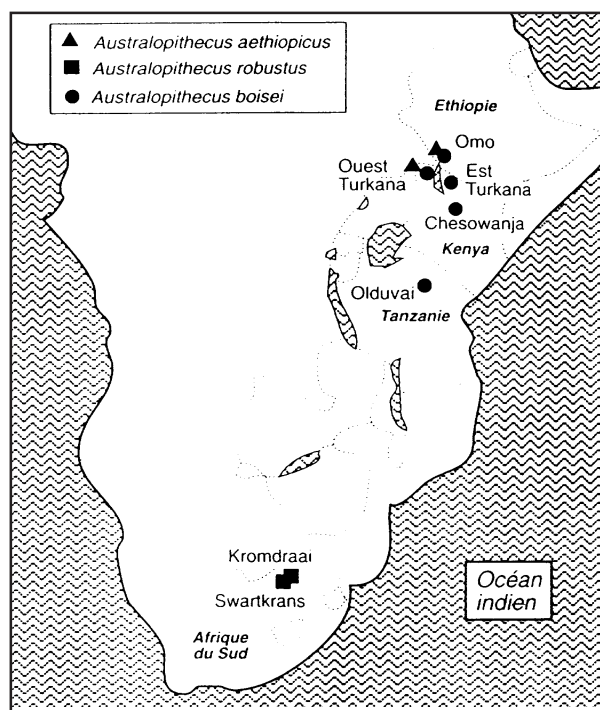 Australopithecus aethiopicus
Australopithecus robustus
Australopithecus boisei
Ethiopie
Omo
Ouest
Turkana
Est
Turkana
Chesowanja
Kenya
Olduvai
Tanzanie
Kromdraai
Swartkrans
Afrique
du Sud
Océan
indien